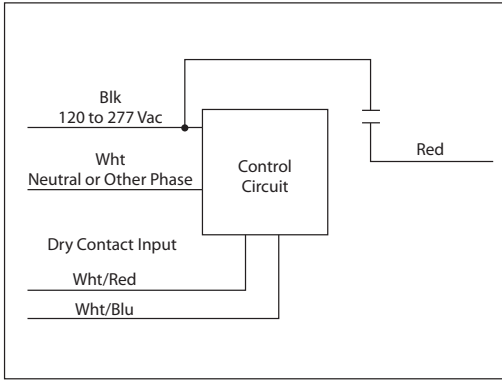 Blk
120 to 277 Vac
Wht
Neutral or Other Phase
Control
Circuit
Red
Dry Contact Input
Wht/Red
Wht/Blu